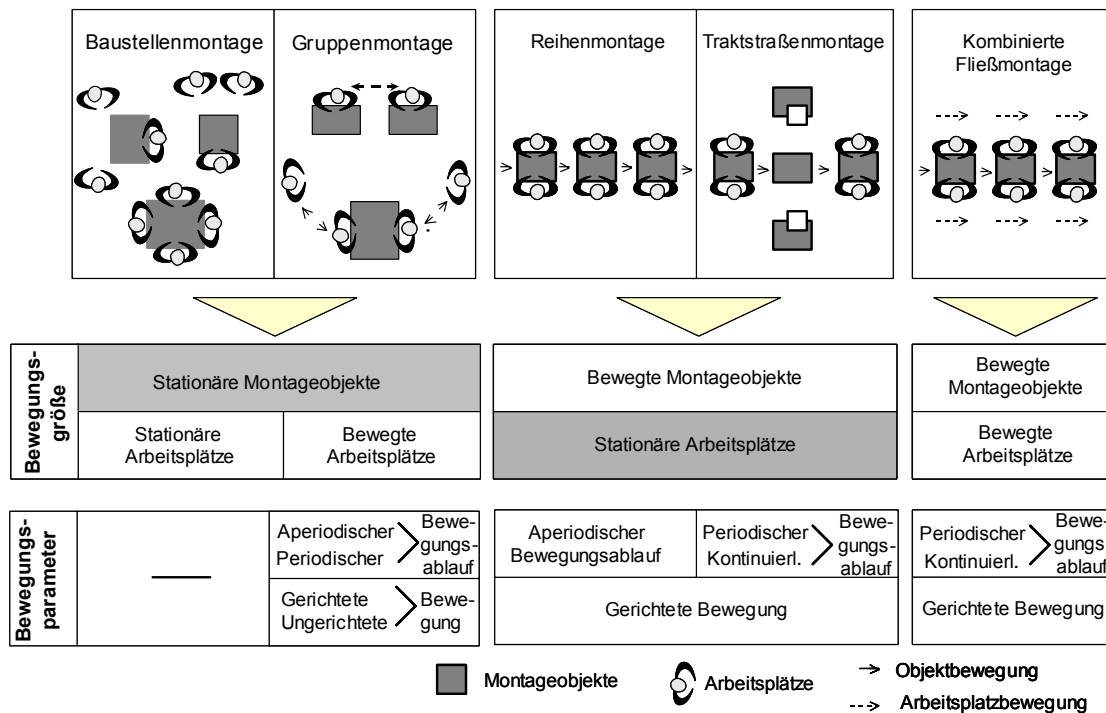 Baustellenmontage
Gruppenmontage
Reihenmontage
Traktstraßenmontage
Kombinierte
Fließmontage
Bewegungs-
größe
Stationäre Montageobjekte
Stationäre
Arbeitsplätze
Bewegte
Arbeitsplätze
Bewegte Montageobjekte
Stationäre Arbeitsplätze
Bewegte
Montageobjekte
Bewegte
Arbeitsplätze
Bewegungs-
parameter
Aperiodischer
Periodischer
Bewe-
gungs-
ablauf
Gerichtete
Ungerichtete
Bewe-
gung
Aperiodischer
Bewegungsablauf
Periodischer
Kontinuierl.
Bewe-
gungs-
ablauf
Gerichtete Bewegung
Periodischer
Kontinuierl.
Bewe-
gungs
ablauf
Gerichtete Bewegung
Montageobjekte
Arbeitsplätze
Objektbewegung
Arbeitsplatzbewegung